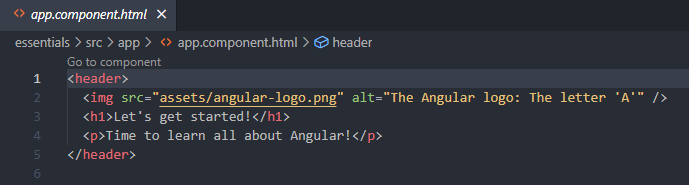 app.component.html ×
essentials > src > app > app.component.html > header
Go to component
1 <header>
2 <img src="assets/angular-logo.png" alt="The Angular logo: The letter 'A'" />
3 <h1>Let's get started!</h1>
4 <p>Time to learn all about Angular!</p>
5 </header>
6